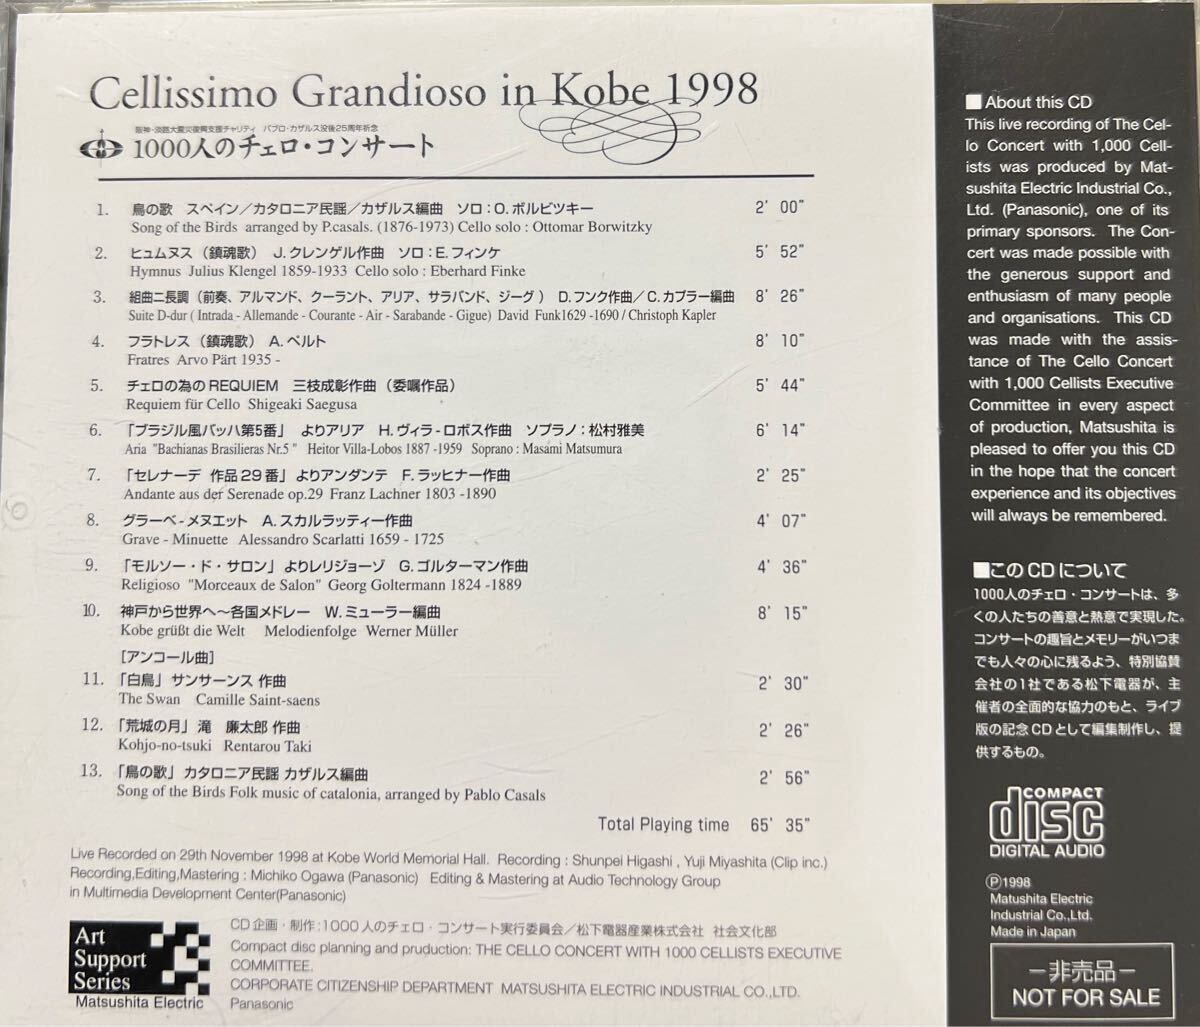 Cellissimo Grandioso in Kobe 1998
阪神・淡路大震災復興支援チャリティ パブロ・カザルス没後25周年祈念
1000人のチェロ・コンサート
1. 鳥の歌 スペイン／カタロニア民謡／カザルス編曲 ソロ：O. ボルビツキー 2' 00"
Song of the Birds arranged by P.casals. (1876-1973) Cello solo : Ottomar Borwitzky
2. ヒュムヌス（鎮魂歌） J. クレンゲル作曲 ソロ：E. フィンケ 5' 52"
Hymnus Julius Klengel 1859-1933 Cello solo : Eberhard Finke
3. 組曲ニ長調（前奏、アルマンド、クーラント、アリア、サラバンド、ジーグ） D. フンク作曲／C. カプラー編曲 8' 26"
Suite D-dur ( Intrada - Allemande - Courante - Air - Sarabande - Gigue) David Funk1629 -1690 / Christoph Kapler
4. フラトレス（鎮魂歌） A. ペルト 8' 10"
Fratres Arvo Pärt 1935 -
5. チェロの為のREQUIEM 三枝成彰作曲（委嘱作品） 5' 44"
Requiem für Cello Shigeaki Saegusa
6. 「ブラジル風バッハ第5番」 よりアリア H. ヴィラ - ロボス作曲 ソプラノ：松村雅美 6' 14"
Aria "Bachianas Brasilieras Nr.5 " Heitor Villa-Lobos 1887 -1959 Soprano : Masami Matsumura
7. 「セレナーデ 作品29番」よりアンダンテ F. ラッヒナー作曲 2' 25"
Andante aus der Serenade op.29 Franz Lachner 1803 -1890
8. グラーベ - メヌエット A. スカルラッティー作曲 4' 07"
Grave - Minuette Alessandro Scarlatti 1659 - 1725
9. 「モルソー・ド・サロン」よりレリジョーゾ G. ゴルターマン作曲 4' 36"
Religioso "Morceaux de Salon" Georg Goltermann 1824 -1889
10. 神戸から世界へ～各国メドレー W. ミューラー編曲 8' 15"
Kobe grüßt die Welt Melodienfolge Werner Müller
［アンコール曲］
11. 「白鳥」 サンサーンス 作曲 2' 30"
The Swan Camille Saint-saens
12. 「荒城の月」 滝 廉太郎 作曲 2' 26"
Kohjo-no-tsuki Rentarou Taki
13. 「鳥の歌」 カタロニア民謡 カザルス編曲 2' 56"
Song of the Birds Folk music of catalonia, arranged by Pablo Casals
Total Playing time 65' 35"
Live Recorded on 29th November 1998 at Kobe World Memorial Hall. Recording : Shunpei Higashi , Yuji Miyashita (Clip inc.)
Recording,Editing,Mastering : Michiko Ogawa (Panasonic) Editing & Mastering at Audio Technology Group
in Multimedia Development Center(Panasonic)
Art
Support
Series
Matsushita Electric
CD企画・制作：1000人のチェロ・コンサート実行委員会／松下電器産業株式会社 社会文化部
Compact disc planning and pruduction: THE CELLO CONCERT WITH 1000 CELLISTS EXECUTIVE
COMMITTEE.
CORPORATE CITIZENSHIP DEPARTMENT MATSUSHITA ELECTRIC INDUSTRIAL CO.,LTD.
Panasonic
■About this CD
This live recording of The Cel-
lo Concert with 1,000 Cell-
ists was produced by Mat-
sushita Electric Industrial Co.,
Ltd. (Panasonic), one of its
primary sponsors. The Con-
cert was made possible with
the generous support and
enthusiasm of many people
and organisations. This CD
was made with the assis-
tance of The Cello Concert
with 1,000 Cellists Executive
Committee in every aspect
of production, Matsushita is
pleased to offer you this CD
in the hope that the concert
experience and its objectives
will always be remembered.
■このCDについて
1000人のチェロ・コンサートは、多
くの人たちの善意と熱意で実現した。
コンサートの趣旨とメモリーがいつま
でも人々の心に残るよう、特別協賛
会社の1社である松下電器が、主
催者の全面的な協力のもと、ライブ
版の記念CDとして編集制作し、提
供するもの。
COMPACT
disc
DIGITAL AUDIO
Ⓟ1998
Matushita Electric
Industrial Co.,Ltd.
Made in Japan
－非売品－
NOT FOR SALE